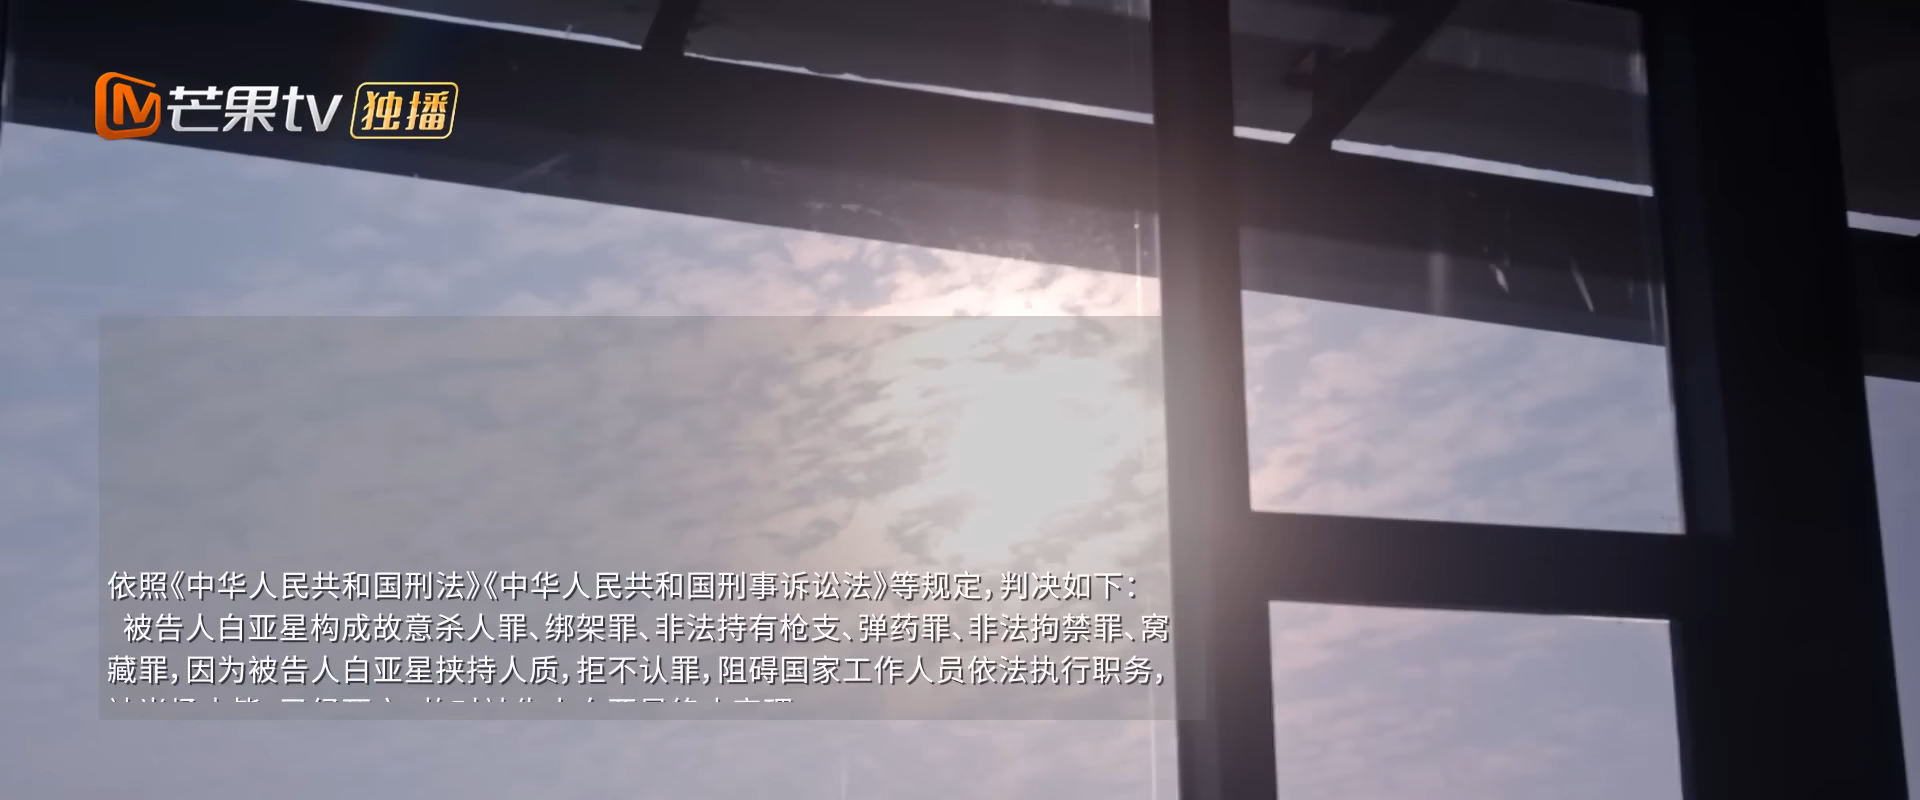 芒果tv 独播
依照《中华人民共和国刑法》《中华人民共和国刑事诉讼法》等规定，判决如下：
被告人白亚星构成故意杀人罪、绑架罪、非法持有枪支、弹药罪、非法拘禁罪、窝
藏罪，因为被告人白亚星挟持人质，拒不认罪，阻碍国家工作人员依法执行职务，